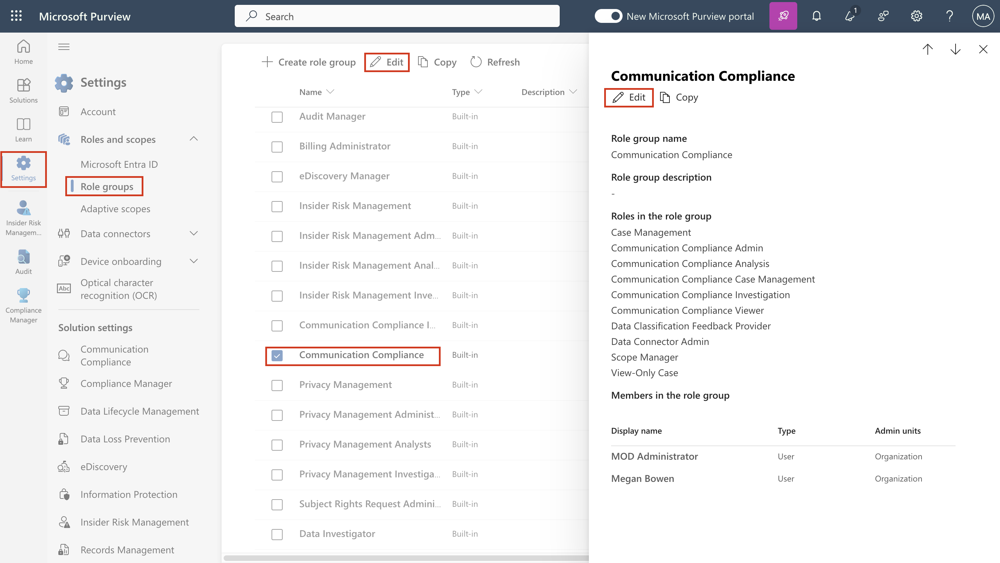 Microsoft Purview
Search
New Microsoft Purview portal
1
MA
Home
Solutions
Learn
Settings
Insider Risk
Managem...
Audit
Compliance
Manager
Settings
Account
Roles and scopes
Microsoft Entra ID
Role groups
Adaptive scopes
Data connectors
Device onboarding
Abc
Optical character
recognition (OCR)
Solution settings
Communication
Compliance
Compliance Manager
Data Lifecycle Management
Data Loss Prevention
eDiscovery
Information Protection
Insider Risk Management
Records Management
Create role group
Edit
Copy
Refresh
Name
Type
Description
Audit Manager Built-in
Billing Administrator Built-in
eDiscovery Manager Built-in
Insider Risk Management Built-in
Insider Risk Management Adm... Built-in
Insider Risk Management Anal... Built-in
Insider Risk Management Inve... Built-in
Communication Compliance I... Built-in
Communication Compliance Built-in
Privacy Management Built-in
Privacy Management Administ... Built-in
Privacy Management Analysts Built-in
Privacy Management Investiga... Built-in
Subject Rights Request Admini... Built-in
Data Investigator Built-in
Communication Compliance
Edit
Copy
Role group name
Communication Compliance
Role group description
-
Roles in the role group
Case Management
Communication Compliance Admin
Communication Compliance Analysis
Communication Compliance Case Management
Communication Compliance Investigation
Communication Compliance Viewer
Data Classification Feedback Provider
Data Connector Admin
Scope Manager
View-Only Case
Members in the role group
Display name Type Admin units
MOD Administrator User Organization
Megan Bowen User Organization